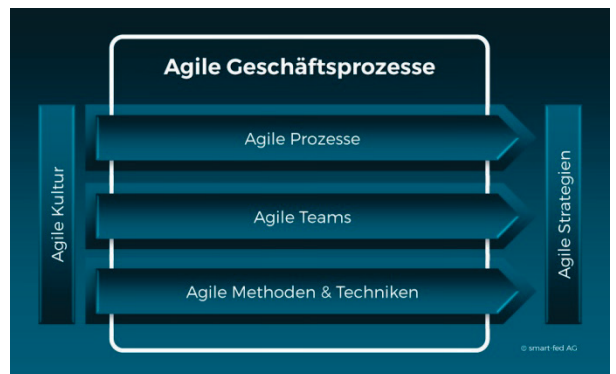 Agile Geschäftsprozesse
Agile Kultur
Agile Prozesse
Agile Teams
Agile Methoden & Techniken
Agile Strategien
© smart-fed AG